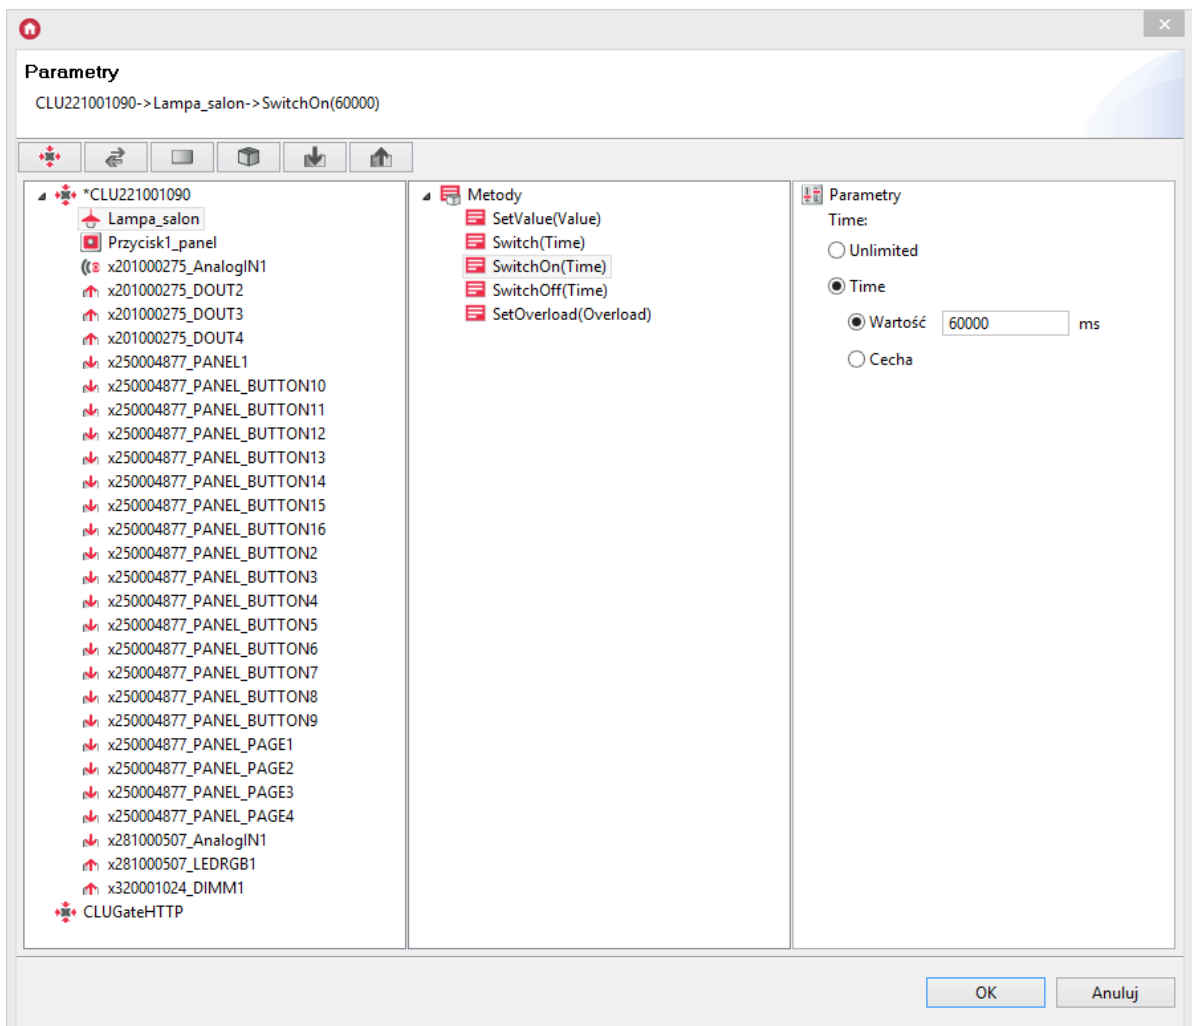 Parametry
CLU221001090->Lampa_salon->SwitchOn(60000)
*CLU221001090
Lampa_salon
Przycisk1_panel
x201000275_AnalogIN1
x201000275_DOUT2
x201000275_DOUT3
x201000275_DOUT4
x250004877_PANEL1
x250004877_PANEL_BUTTON10
x250004877_PANEL_BUTTON11
x250004877_PANEL_BUTTON12
x250004877_PANEL_BUTTON13
x250004877_PANEL_BUTTON14
x250004877_PANEL_BUTTON15
x250004877_PANEL_BUTTON16
x250004877_PANEL_BUTTON2
x250004877_PANEL_BUTTON3
x250004877_PANEL_BUTTON4
x250004877_PANEL_BUTTON5
x250004877_PANEL_BUTTON6
x250004877_PANEL_BUTTON7
x250004877_PANEL_BUTTON8
x250004877_PANEL_BUTTON9
x250004877_PANEL_PAGE1
x250004877_PANEL_PAGE2
x250004877_PANEL_PAGE3
x250004877_PANEL_PAGE4
x281000507_AnalogIN1
x281000507_LEDRGB1
x320001024_DIMM1
CLUGateHTTP
Metody
SetValue(Value)
Switch(Time)
SwitchOn(Time)
SwitchOff(Time)
SetOverload(Overload)
Parametry
Time:
Unlimited
Time
Wartość 60000 ms
Cecha
OK Anuluj